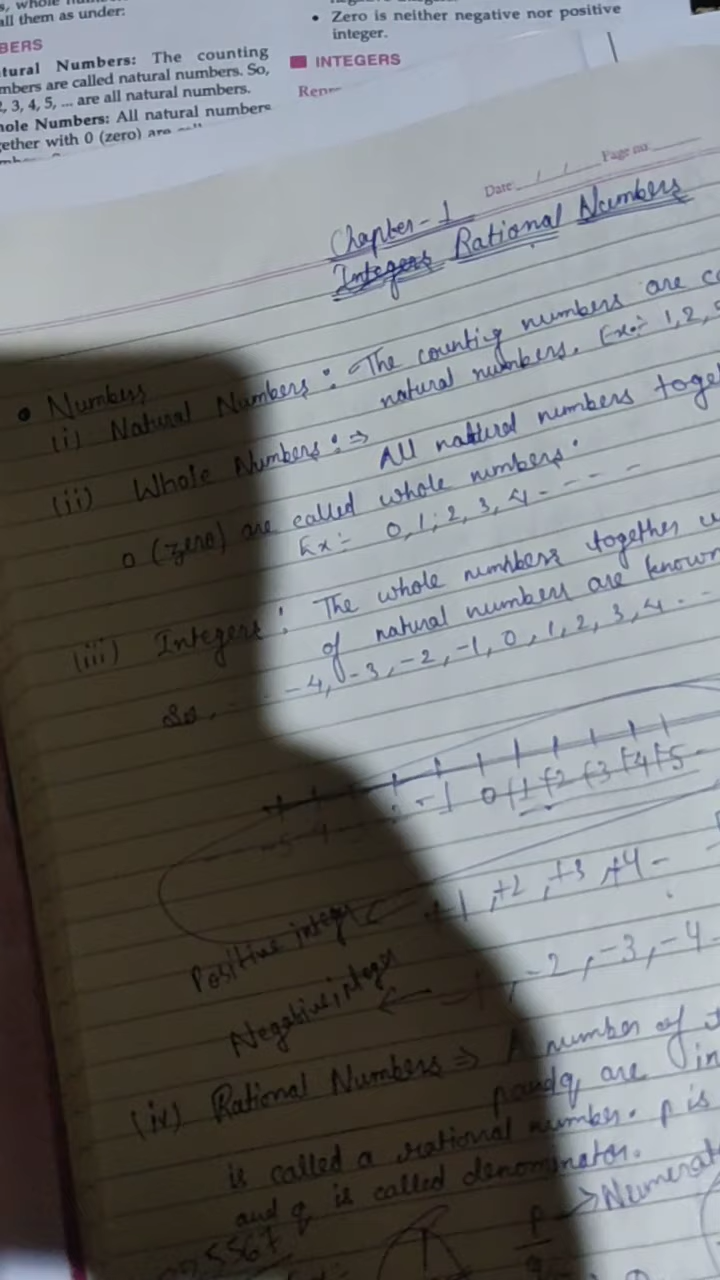 all them as under:
BERS
tural Numbers: The counting
mbers are called natural numbers. So,
2, 3, 4, 5, ... are all natural numbers.
hole Numbers: All natural numbers
ether with 0 (zero) are
• Zero is neither negative nor positive
integer.
INTEGERS
Date: / / Page no
Chapter - 1
Integers Rational Numbers
• Numbers
(i) Natural Numbers : The counting numbers are
natural numbers. Ex:- 1, 2,
(ii) Whole Numbers :⇒ All natural numbers
0 (zero) are called whole numbers.
Ex:- 0, 1, 2, 3, 4 - - - -
(iii) Integers : The whole numbers together
of natural numbers are known
So, - - -4, -3, -2, -1, 0, 1, 2, 3, 4 - -
-1 0 +1 +2 +3 +4 +5
Positive integer ← +1, +2, +3, +4 -
Negative integer ← -2, -3, -4
(iv) Rational Numbers ⇒ A number of
p and q are in
is called a rational number. p is
and q is called denominator.
p → Numerat
q